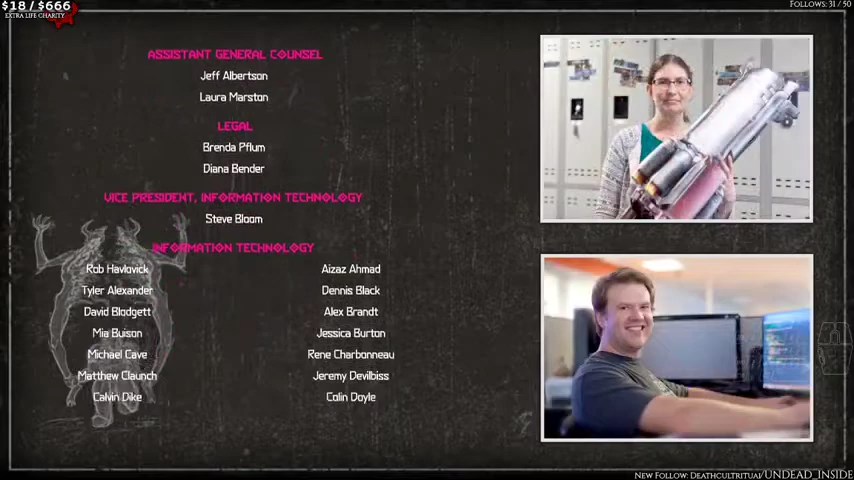 $18 / $666
EXTRA LIFE CHARITY
FOLLOWS: 31 / 50
ASSISTANT GENERAL COUNSEL
Jeff Albertson
Laura Marston
LEGAL
Brenda Pflum
Diana Bender
VICE PRESIDENT, INFORMATION TECHNOLOGY
Steve Bloom
INFORMATION TECHNOLOGY
Rob Havlovick Aizaz Ahmad
Tyler Alexander Dennis Black
David Blodgett Alex Brandt
Mia Buison Jessica Burton
Michael Cave Rene Charbonneau
Matthew Claunch Jeremy Devilbiss
Calvin Dike Colin Doyle
NEW FOLLOW: DEATHCULTRITUAL/UNDEAD_INSIDE